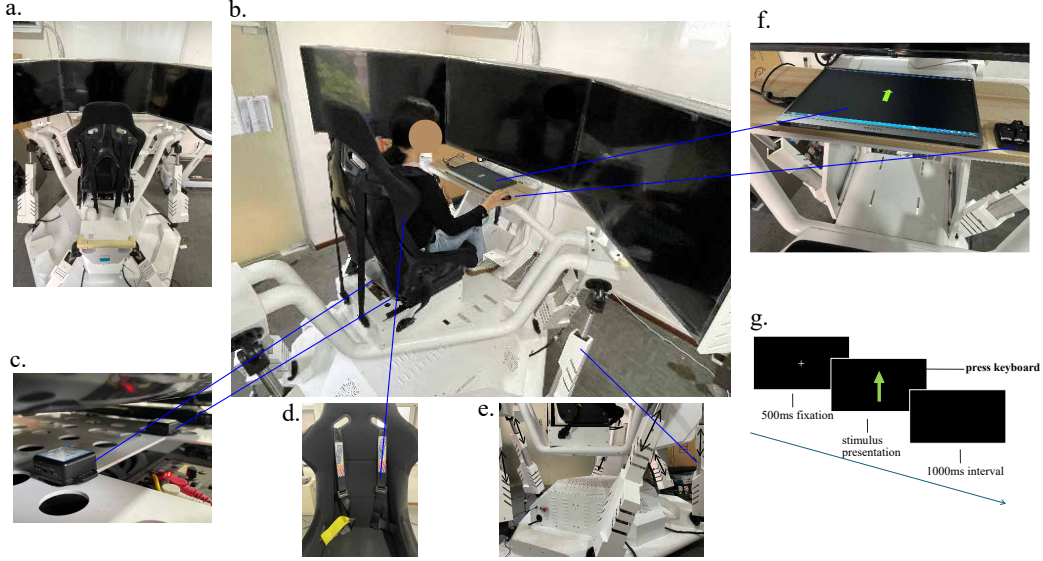 a.
b.
f.
g.
press keyboard
500ms fixation
stimulus
presentation
1000ms interval
c.
d.
e.